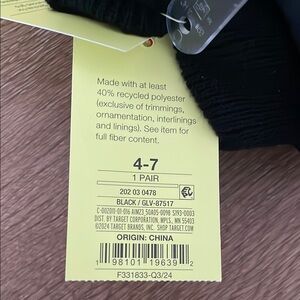 Made with at least
40% recycled polyester
(exclusive of trimmings,
ornamentation, interlinings
and linings). See item for
full fiber content.
4-7
1 PAIR
202 03 0478
BLACK / GLV-87517
DIST. BY TARGET CORPORATION, MPLS., MN 55403
©2024 TARGET BRANDS, INC. SHOP TARGET.COM
ORIGIN: CHINA
1 98101 19639 2
F331833-Q3/24